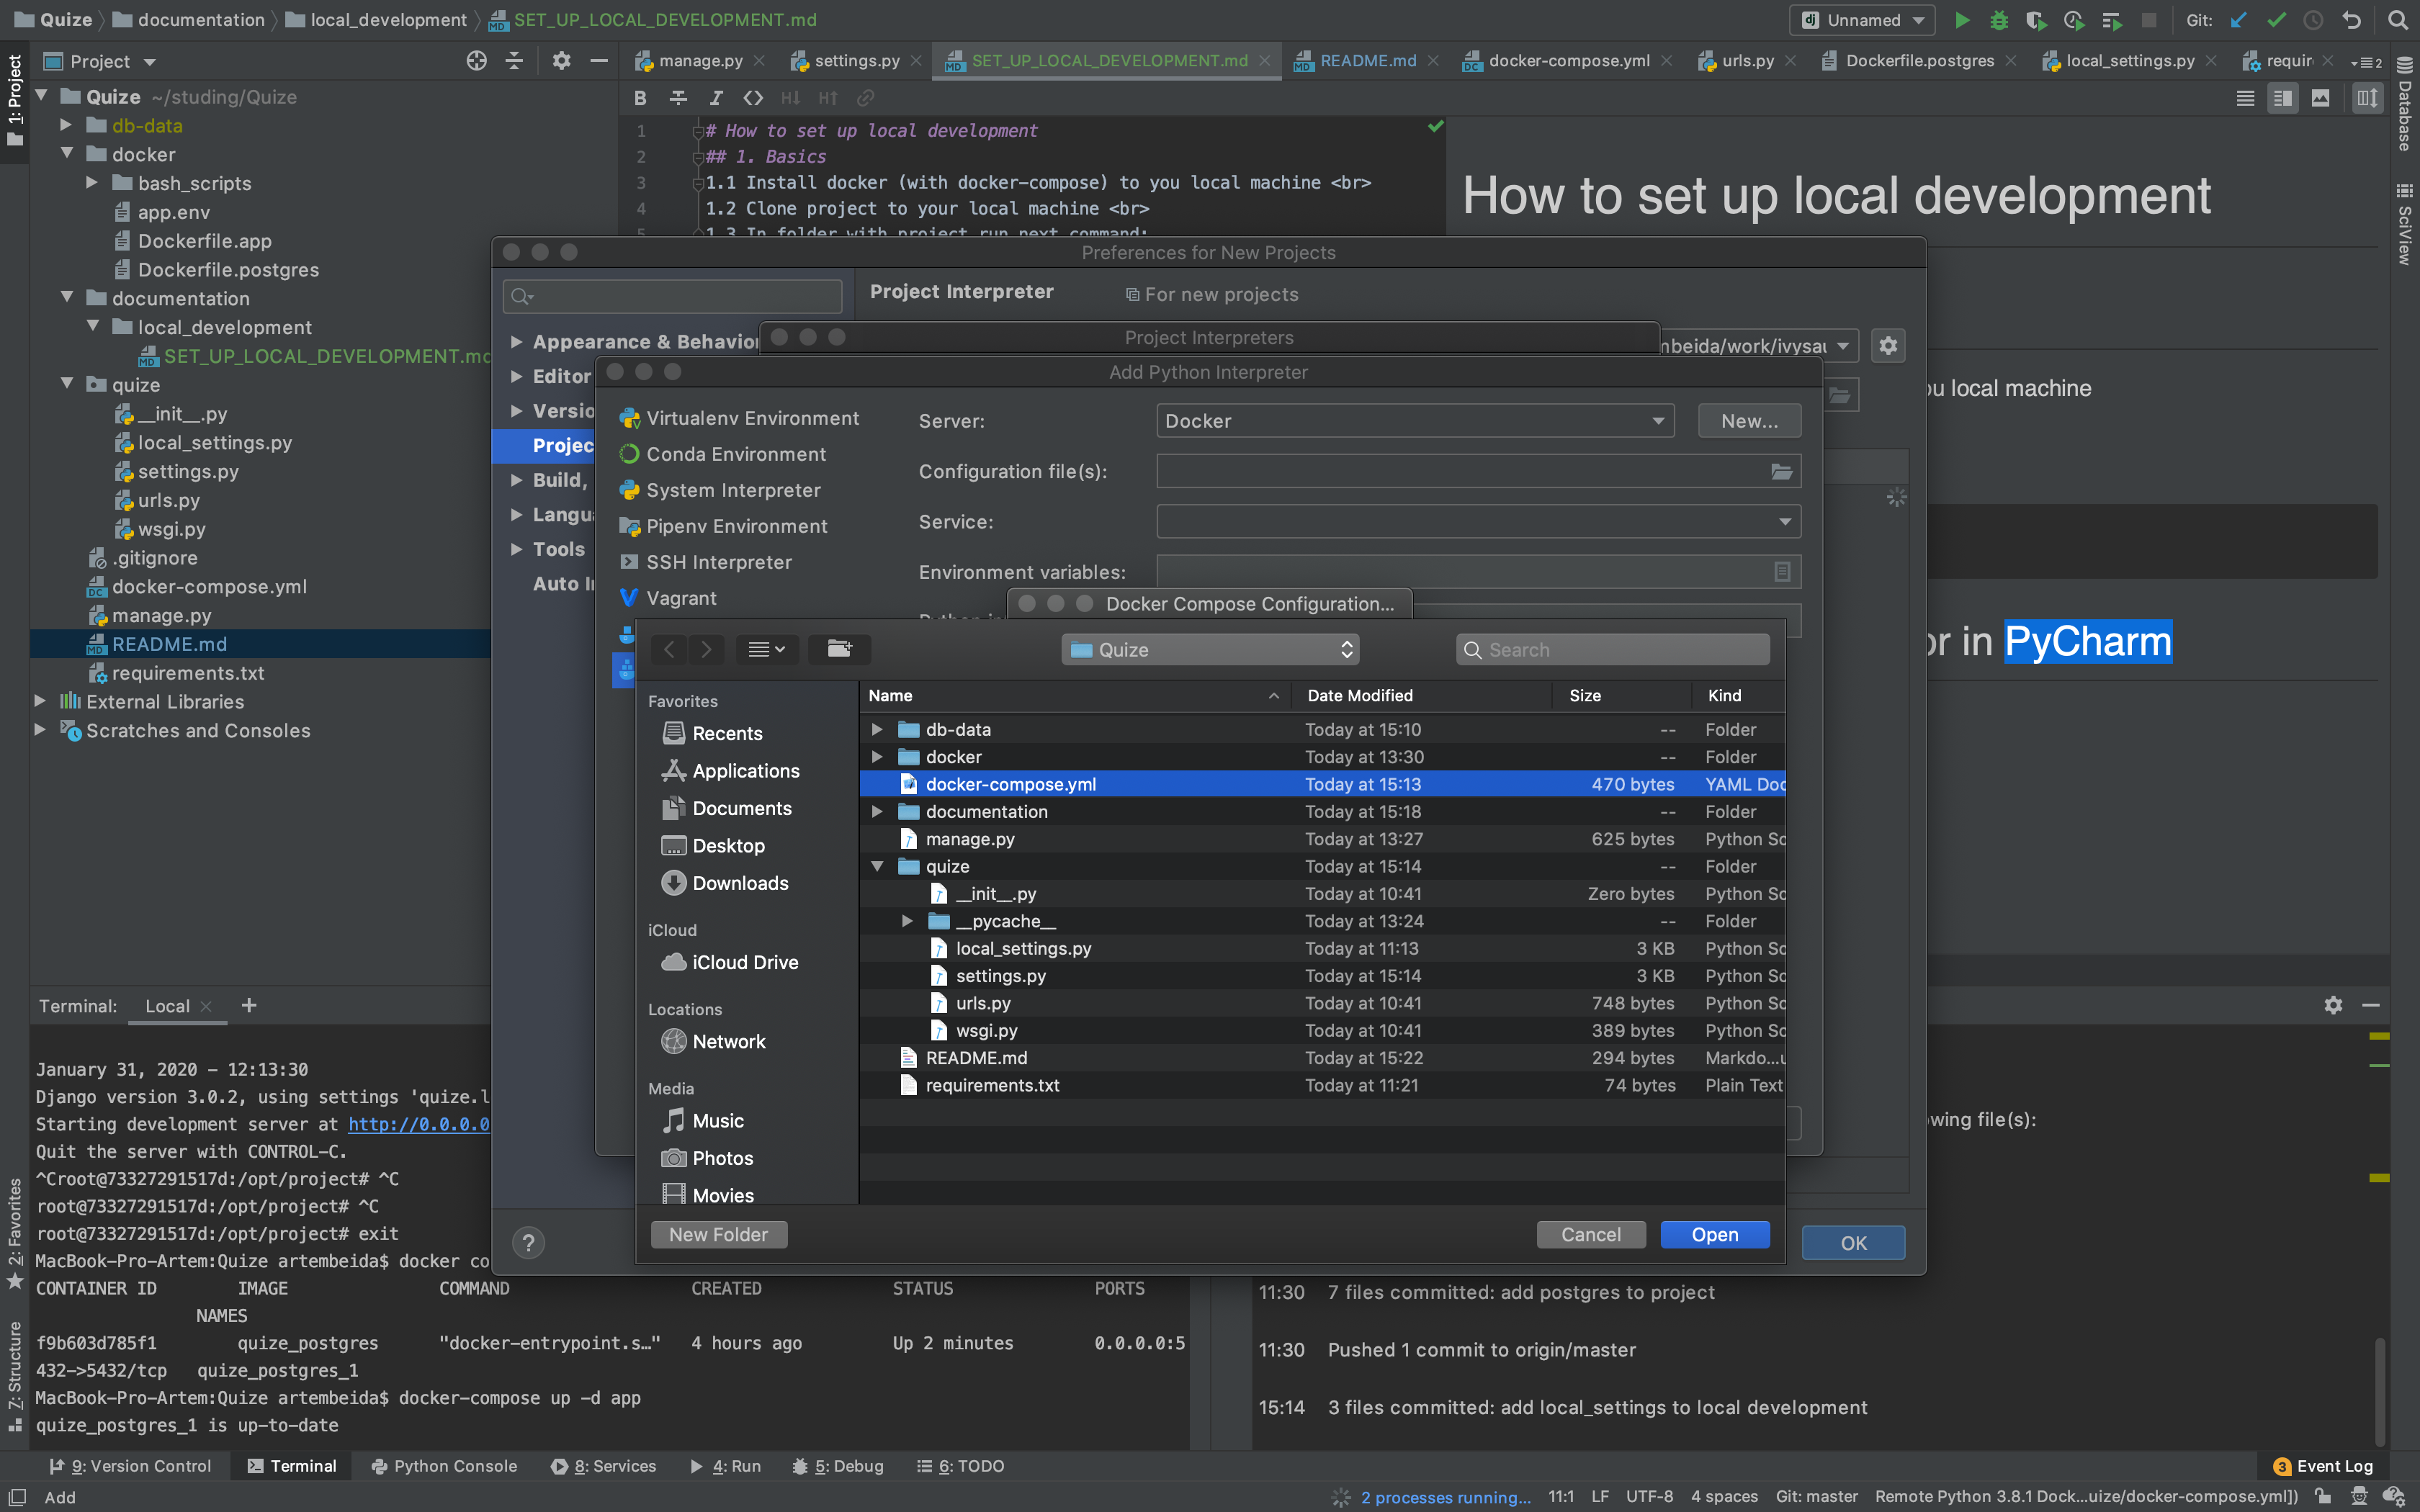 Quize
documentation
local_development
SET_UP_LOCAL_DEVELOPMENT.md
Unnamed
Git:
1: Project
Project
manage.py
settings.py
SET_UP_LOCAL_DEVELOPMENT.md
README.md
docker-compose.yml
urls.py
Dockerfile.postgres
local_settings.py
requir
2
Database
SciView
Quize ~/studing/Quize
db-data
docker
bash_scripts
app.env
Dockerfile.app
Dockerfile.postgres
documentation
local_development
SET_UP_LOCAL_DEVELOPMENT.md
quize
__init__.py
local_settings.py
settings.py
urls.py
wsgi.py
.gitignore
docker-compose.yml
manage.py
README.md
requirements.txt
External Libraries
Scratches and Consoles
1 # How to set up local development
2 ## 1. Basics
3 1.1 Install docker (with docker-compose) to you local machine <br>
4 1.2 Clone project to your local machine <br>
5 1.3 In folder with project run next command:
How to set up local development
ou local machine
or in PyCharm
Preferences for New Projects
Project Interpreter
For new projects
Appearance & Behavior
Editor
Versio
Projec
Build,
Langu
Tools
Auto I
Project Interpreters
mbeida/work/ivysau
Add Python Interpreter
Virtualenv Environment
Conda Environment
System Interpreter
Pipenv Environment
SSH Interpreter
Vagrant
Server:
Docker
New...
Configuration file(s):
Service:
Environment variables:
Docker Compose Configuration...
Quize
Search
Favorites
Recents
Applications
Documents
Desktop
Downloads
iCloud
iCloud Drive
Locations
Network
Media
Music
Photos
Movies
Name Date Modified Size Kind
db-data Today at 15:10 -- Folder
docker Today at 13:30 -- Folder
docker-compose.yml Today at 15:13 470 bytes YAML Doc
documentation Today at 15:18 -- Folder
manage.py Today at 13:27 625 bytes Python Sc
quize Today at 15:14 -- Folder
__init__.py Today at 10:41 Zero bytes Python Sc
__pycache__ Today at 13:24 -- Folder
local_settings.py Today at 11:13 3 KB Python Sc
settings.py Today at 15:14 3 KB Python Sc
urls.py Today at 10:41 748 bytes Python Sc
wsgi.py Today at 10:41 389 bytes Python Sc
README.md Today at 15:22 294 bytes Markdo...u
requirements.txt Today at 11:21 74 bytes Plain Text
New Folder
Cancel
Open
OK
?
Terminal:
Local
January 31, 2020 - 12:13:30
Django version 3.0.2, using settings 'quize.l
Starting development server at http://0.0.0.0
Quit the server with CONTROL-C.
^Croot@73327291517d:/opt/project# ^C
root@73327291517d:/opt/project# ^C
root@73327291517d:/opt/project# exit
MacBook-Pro-Artem:Quize artembeida$ docker co
CONTAINER ID IMAGE COMMAND CREATED STATUS PORTS
NAMES
f9b603d785f1 quize_postgres "docker-entrypoint.s…" 4 hours ago Up 2 minutes 0.0.0.0:5
432->5432/tcp quize_postgres_1
MacBook-Pro-Artem:Quize artembeida$ docker-compose up -d app
quize_postgres_1 is up-to-date
wing file(s):
11:30 7 files committed: add postgres to project
11:30 Pushed 1 commit to origin/master
15:14 3 files committed: add local_settings to local development
2: Favorites
7: Structure
9: Version Control
Terminal
Python Console
8: Services
4: Run
5: Debug
6: TODO
3 Event Log
Add
2 processes running...
11:1
LF
UTF-8
4 spaces
Git: master
Remote Python 3.8.1 Dock...uize/docker-compose.yml])